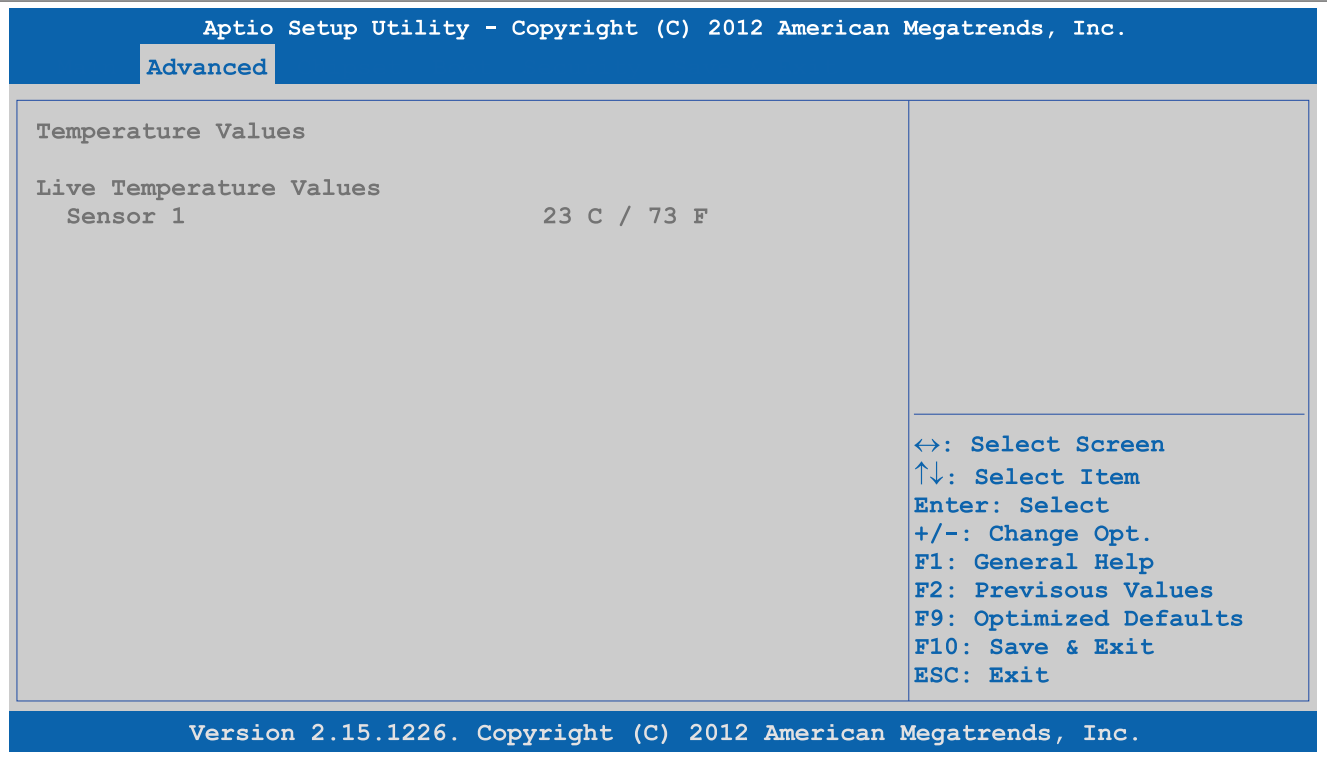 Aptio Setup Utility - Copyright (C) 2012 American Megatrends, Inc.
Advanced
Temperature Values
Live Temperature Values
Sensor 1 23 C / 73 F
↔: Select Screen
↑↓: Select Item
Enter: Select
+/-: Change Opt.
F1: General Help
F2: Previsous Values
F9: Optimized Defaults
F10: Save & Exit
ESC: Exit
Version 2.15.1226. Copyright (C) 2012 American Megatrends, Inc.